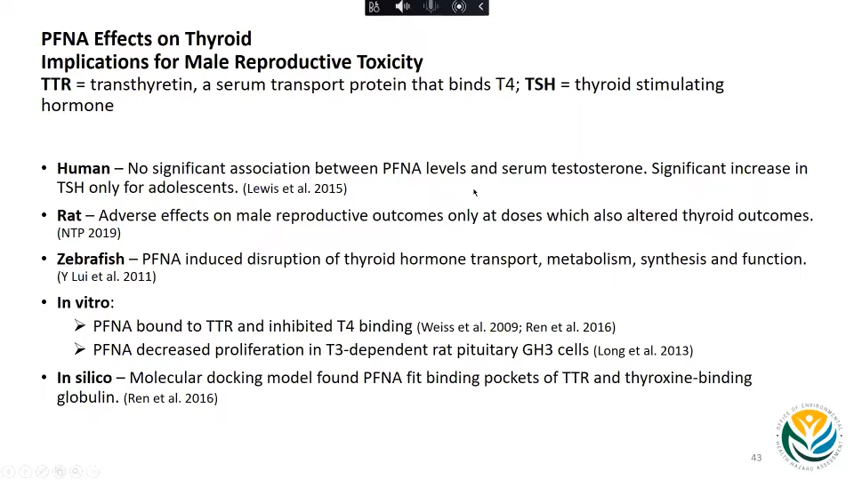 PFNA Effects on Thyroid
Implications for Male Reproductive Toxicity
TTR = transthyretin, a serum transport protein that binds T4; TSH = thyroid stimulating
hormone
• Human – No significant association between PFNA levels and serum testosterone. Significant increase in
TSH only for adolescents. (Lewis et al. 2015)
• Rat – Adverse effects on male reproductive outcomes only at doses which also altered thyroid outcomes.
(NTP 2019)
• Zebrafish – PFNA induced disruption of thyroid hormone transport, metabolism, synthesis and function.
(Y Lui et al. 2011)
• In vitro:
➢ PFNA bound to TTR and inhibited T4 binding (Weiss et al. 2009; Ren et al. 2016)
➢ PFNA decreased proliferation in T3-dependent rat pituitary GH3 cells (Long et al. 2013)
• In silico – Molecular docking model found PFNA fit binding pockets of TTR and thyroxine-binding
globulin. (Ren et al. 2016)
43
OFFICE OF ENVIRONMENTAL
HEALTH HAZARD ASSESSMENT